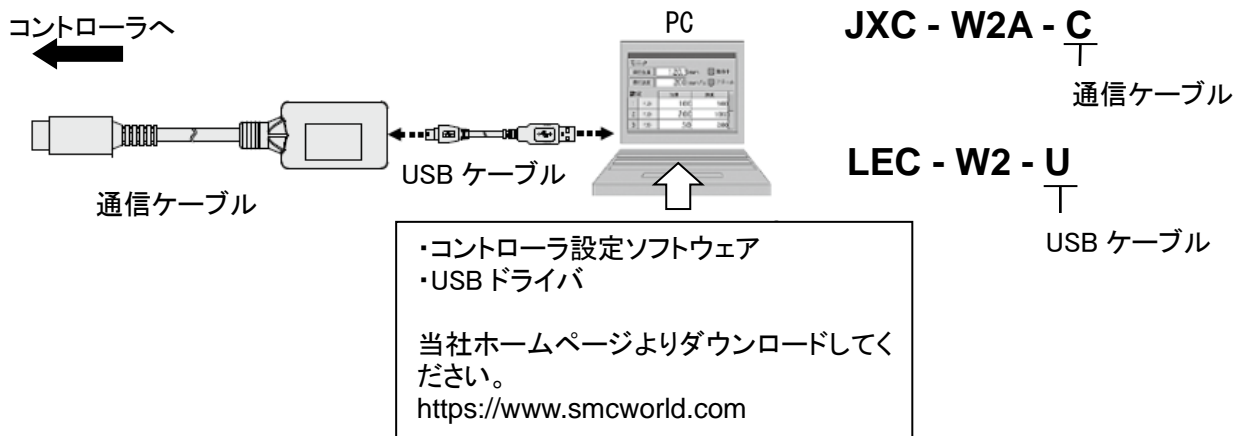 コントローラへ
PC
JXC - W2A - C
通信ケーブル
LEC - W2 - U
USB ケーブル
通信ケーブル
USB ケーブル
・コントローラ設定ソフトウェア
・USB ドライバ
当社ホームページよりダウンロードしてく
ださい。
https://www.smcworld.com